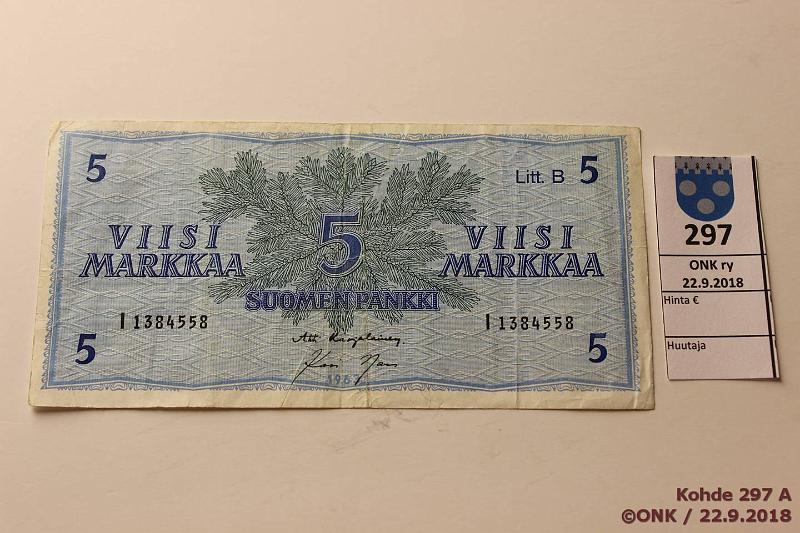 5
Litt. B 5
VIISI
MARKKAA
5
VIISI
MARKKAA
SUOMEN PANKKI
I 1384558
I 1384558
5
5
297
ONK ry
22.9.2018
Hinta €
Huutaja
Kohde 297 A
©ONK / 22.9.2018